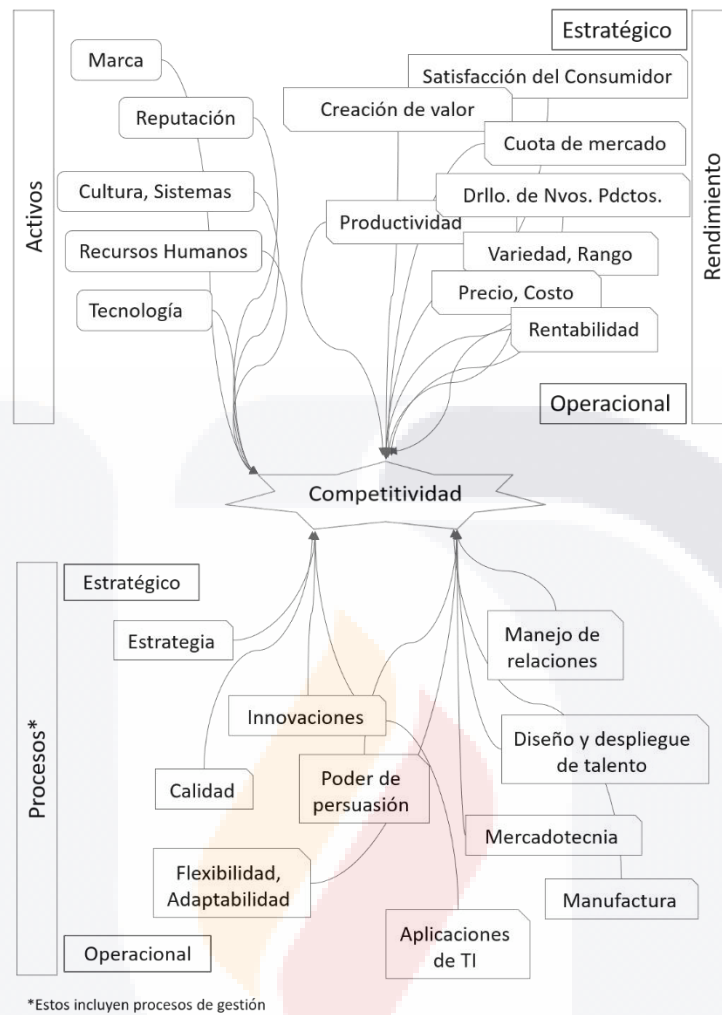 Activos
Marca
Reputación
Cultura, Sistemas
Recursos Humanos
Tecnología
Estratégico
Satisfacción del Consumidor
Creación de valor
Cuota de mercado
Drllo. de Nvos. Pdctos.
Productividad
Variedad, Rango
Precio, Costo
Rentabilidad
Operacional
Rendimiento
Competitividad
Procesos*
Estratégico
Estrategia
Manejo de
relaciones
Innovaciones
Diseño y despliegue
de talento
Calidad
Poder de
persuasión
Mercadotecnia
Flexibilidad,
Adaptabilidad
Manufactura
Aplicaciones
de TI
Operacional
*Estos incluyen procesos de gestión